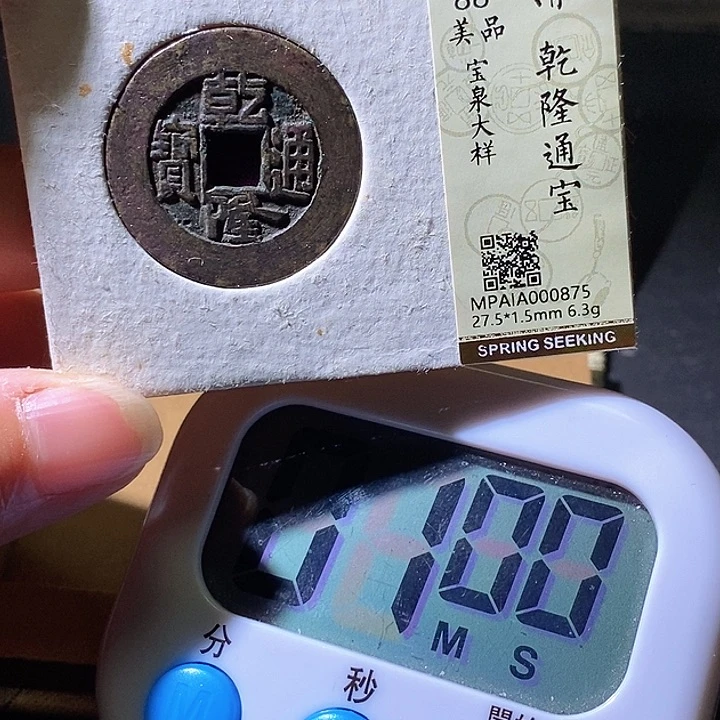 乾隆通寶
美品
宝泉大样
乾隆通宝
MPAIA000875
27.5*1.5mm 6.3g
SPRING SEEKING
100
M S
分
秒